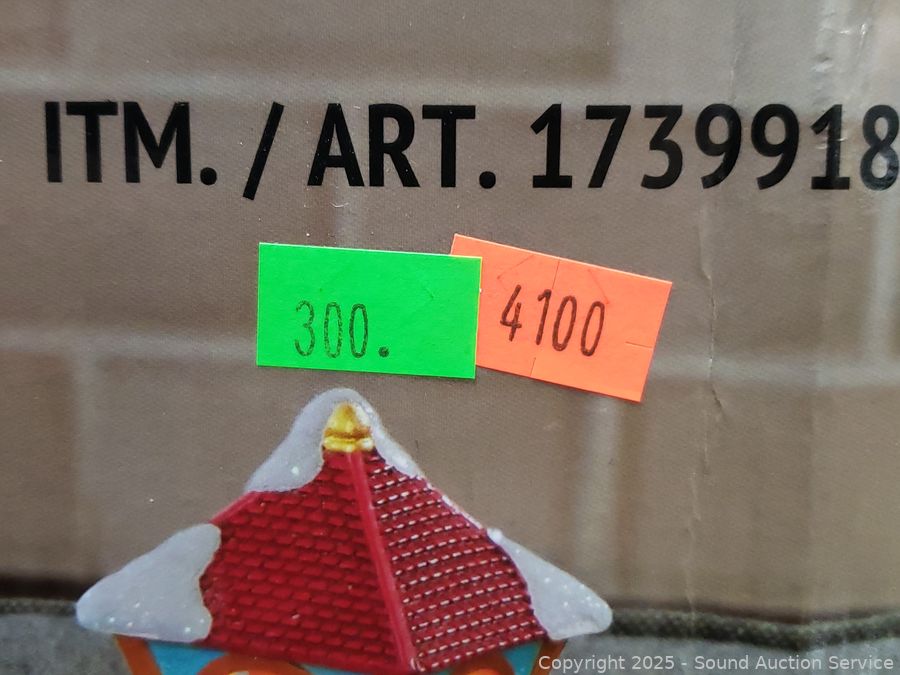 ITM. / ART. 1739918
300.
4100
Copyright 2025 - Sound Auction Service